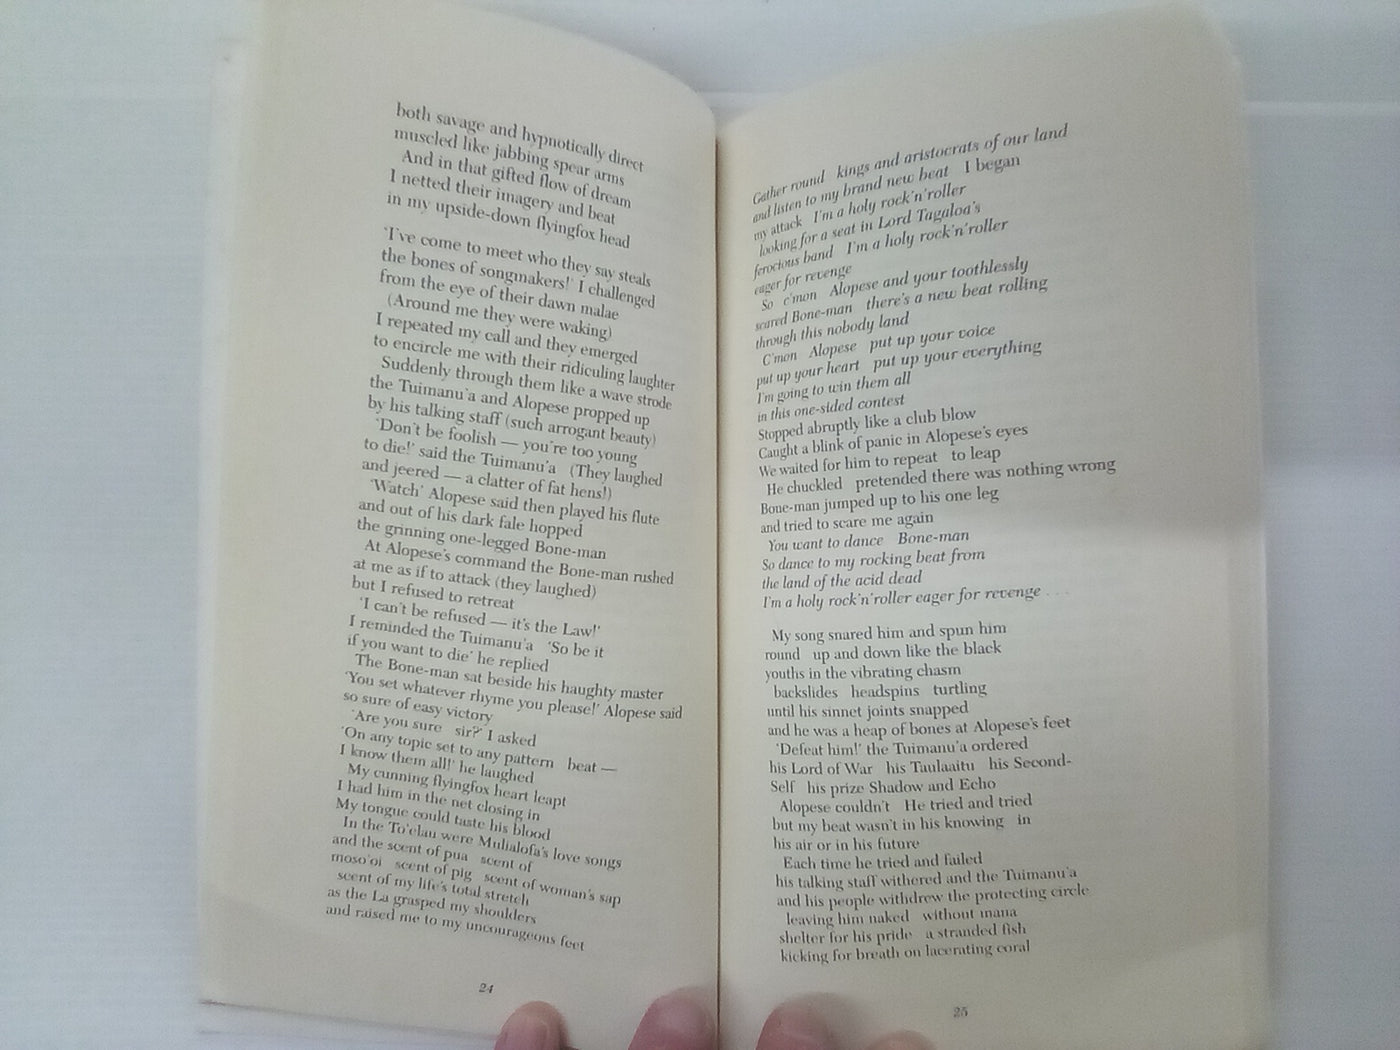 both savage and hypnotically direct
muscled like jabbing spear arms
And in that gifted flow of dream
I netted their imagery and beat
in my upside-down flyingfox head
'I've come to meet who they say steals
the bones of songmakers!' I challenged
from the eye of their dawn malae
(Around me they were waking)
I repeated my call and they emerged
to encircle me with their ridiculing laughter
Suddenly through them like a wave strode
the Tuimanu'a and Alopese propped up
by his talking staff (such arrogant beauty)
'Don't be foolish — you're too young
to die!' said the Tuimanu'a (They laughed
and jeered — a clatter of fat hens!)
'Watch' Alopese said then played his flute
and out of his dark fale hopped
the grinning one-legged Bone-man
At Alopese's command the Bone-man rushed
at me as if to attack (they laughed)
but I refused to retreat
'I can't be refused — it's the Law!'
I reminded the Tuimanu'a 'So be it
if you want to die' he replied
The Bone-man sat beside his haughty master
'You set whatever rhyme you please!' Alopese said
so sure of easy victory
'Are you sure sir?' I asked
'On any topic set to any pattern beat —
I know them all!' he laughed
My cunning flyingfox heart leapt
I had him in the net closing in
My tongue could taste his blood
In the To'elau were Mulialofa's love songs
and the scent of pua scent of
moso'oi scent of pig scent of woman's sap
scent of my life's total stretch
as the La grasped my shoulders
and raised me to my uncourageous feet
24
Gather round kings and aristocrats of our land
and listen to my brand new beat I began
my attack I'm a holy rock'n'roller
looking for a seat in Lord Tagaloa's
ferocious band I'm a holy rock'n'roller
eager for revenge
So c'mon Alopese and your toothlessly
scared Bone-man there's a new beat rolling
through this nobody land
C'mon Alopese put up your voice
put up your heart put up your everything
I'm going to win them all
in this one-sided contest
Stopped abruptly like a club blow
Caught a blink of panic in Alopese's eyes
We waited for him to repeat to leap
He chuckled pretended there was nothing wrong
Bone-man jumped up to his one leg
and tried to scare me again
You want to dance Bone-man
So dance to my rocking beat from
the land of the acid dead
I'm a holy rock'n'roller eager for revenge . . .
My song snared him and spun him
round up and down like the black
youths in the vibrating chasm
backslides headspins turtling
until his sinnet joints snapped
and he was a heap of bones at Alopese's feet
'Defeat him!' the Tuimanu'a ordered
his Lord of War his Taulaaitu his Second-
Self his prize Shadow and Echo
Alopese couldn't He tried and tried
but my beat wasn't in his knowing in
his air or in his future
Each time he tried and failed
his talking staff withered and the Tuimanu'a
and his people withdrew the protecting circle
leaving him naked without mana
shelter for his pride a stranded fish
kicking for breath on lacerating coral
25